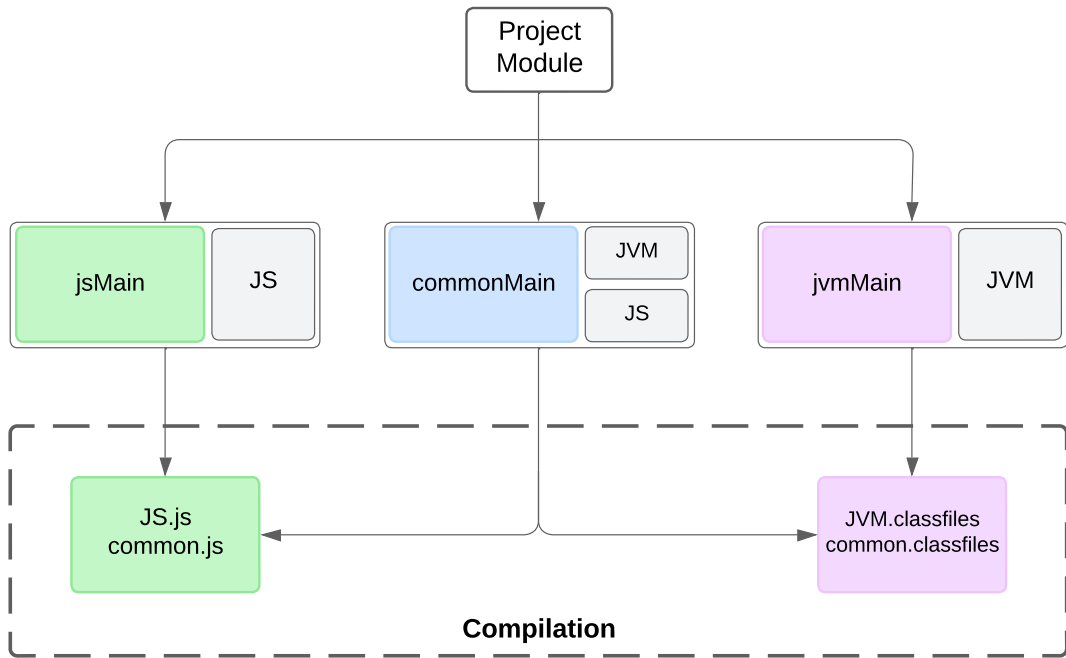 Project
Module
jsMain
JS
commonMain
JVM
JS
jvmMain
JVM
JS.js
common.js
JVM.classfiles
common.classfiles
Compilation